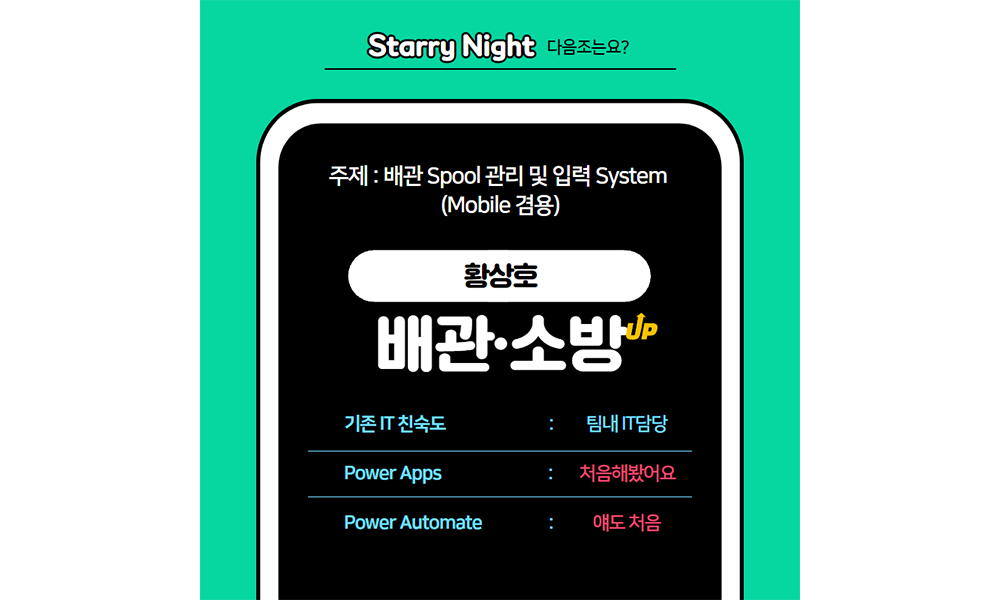 Starry Night 다음조는요?
주제 : 배관 Spool 관리 및 입력 System
(Mobile 겸용)
황상호
배관·소방UP
기존 IT 친숙도 : 팀내 IT담당
Power Apps : 처음해봤어요
Power Automate : 얘도 처음